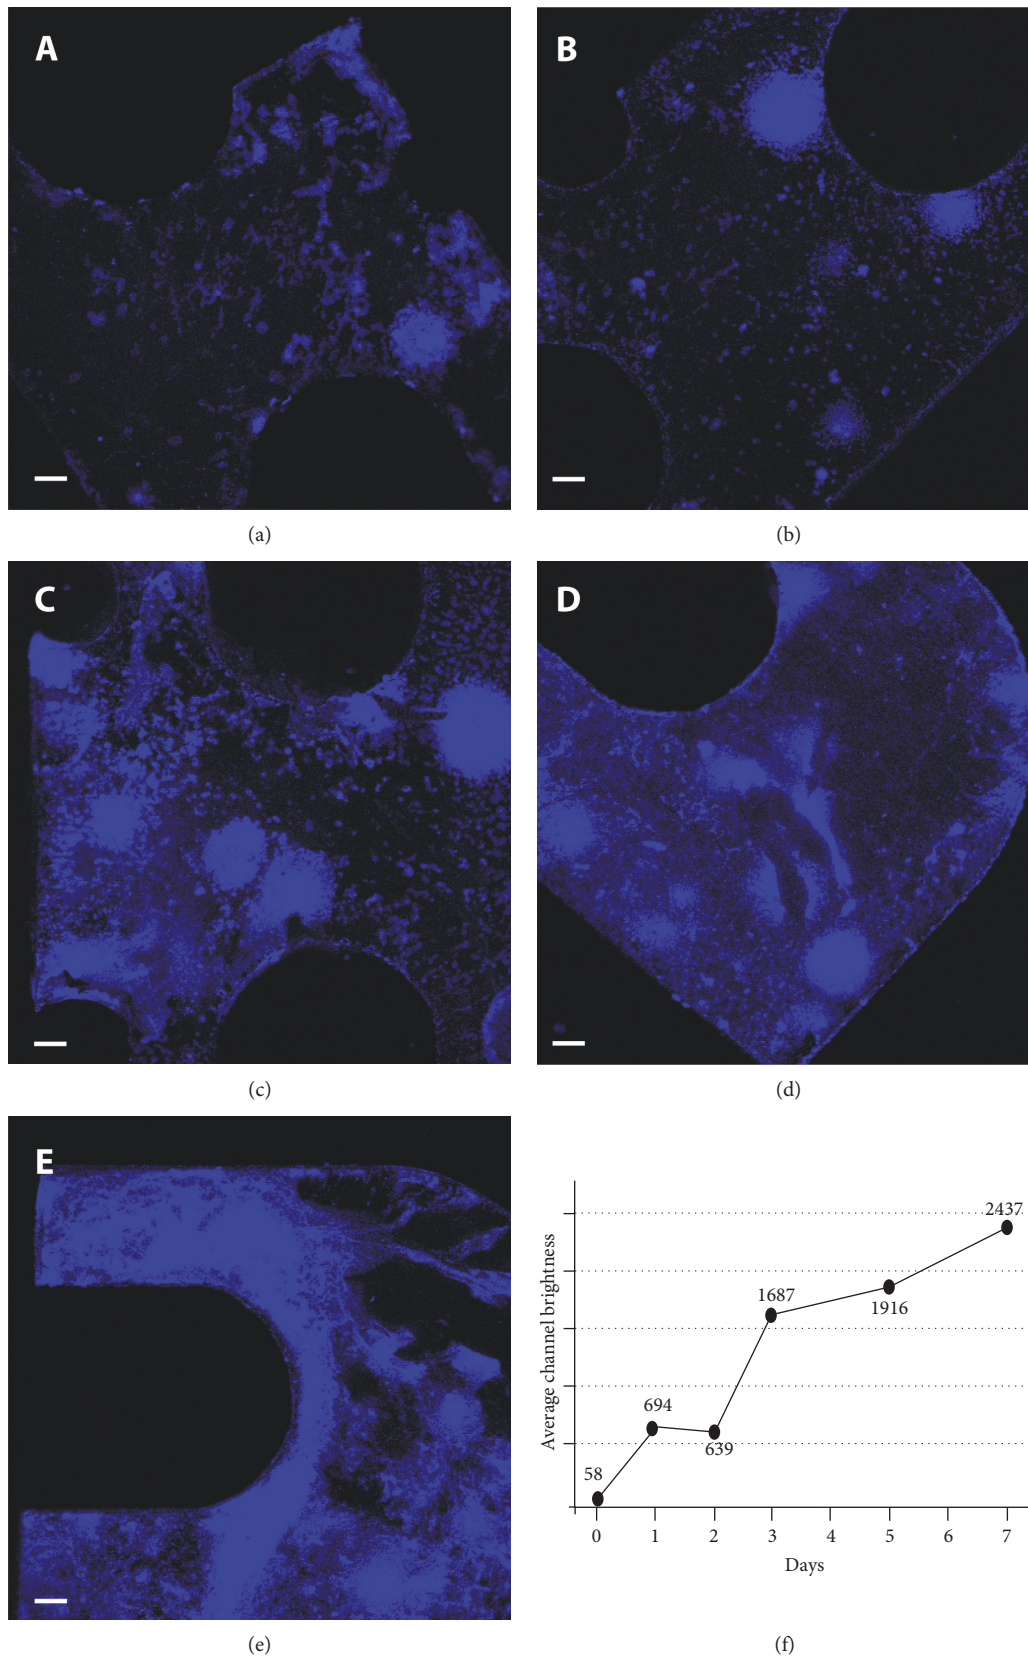 A
B
(a)
(b)
C
D
(c)
(d)
E
(e)
Average channel brightness
58
694
639
1687
1916
2437
0 1 2 3 4 5 6 7
Days
(f)